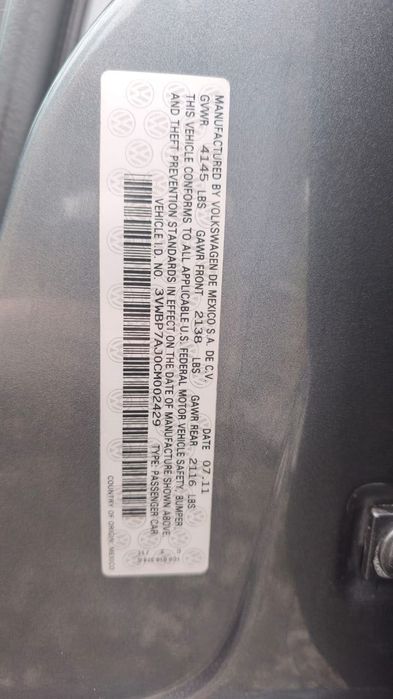 MANUFACTURED BY VOLKSWAGEN DE MEXICO S.A. DE C.V. DATE 07.11
GVWR 4145 LBS GAWR FRONT 2138 LBS GAWR REAR 2116 LBS
THIS VEHICLE CONFORMS TO ALL APPLICABLE U.S. FEDERAL MOTOR VEHICLE SAFETY, BUMPER,
AND THEFT PREVENTION STANDARDS IN EFFECT ON THE DATE OF MANUFACTURE SHOWN ABOVE.
VEHICLE I.D. NO. 3VWBP7AJ0CM002429 TYPE: PASSENGER CAR
COUNTRY OF ORIGIN: MEXICO